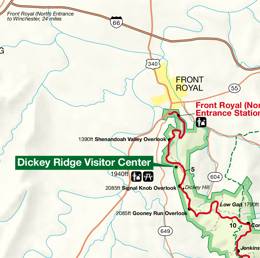 Front Royal (North) Entrance
to Winchester, 24 miles
66
340
FRONT
ROYAL
55
Front Royal (Nor
Entrance Station
1390ft Shenandoah Valley Overlook
Dickey Ridge Visitor Center
1940ft
5
522
2085ft Signal Knob Overlook
Dickey Hill
Low Gap 1790ft
2085ft Gooney Run Overlook
10
649
Jenkins